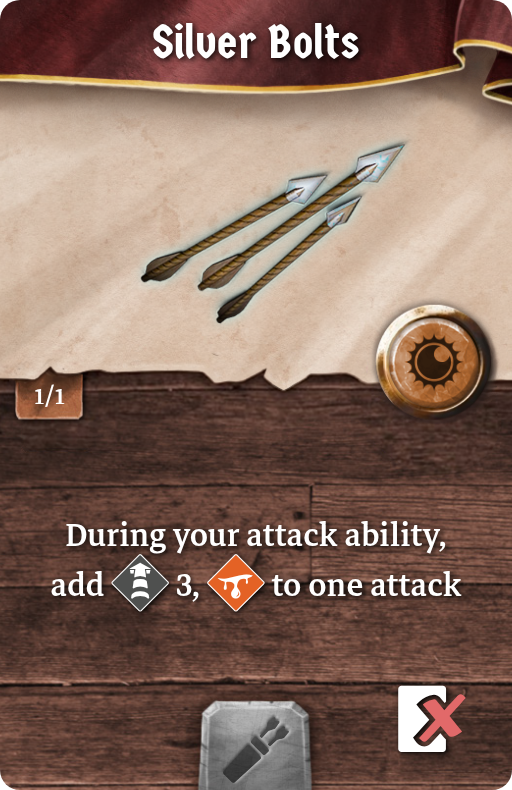 Silver Bolts
1/1
During your attack ability,
add 3, to one attack